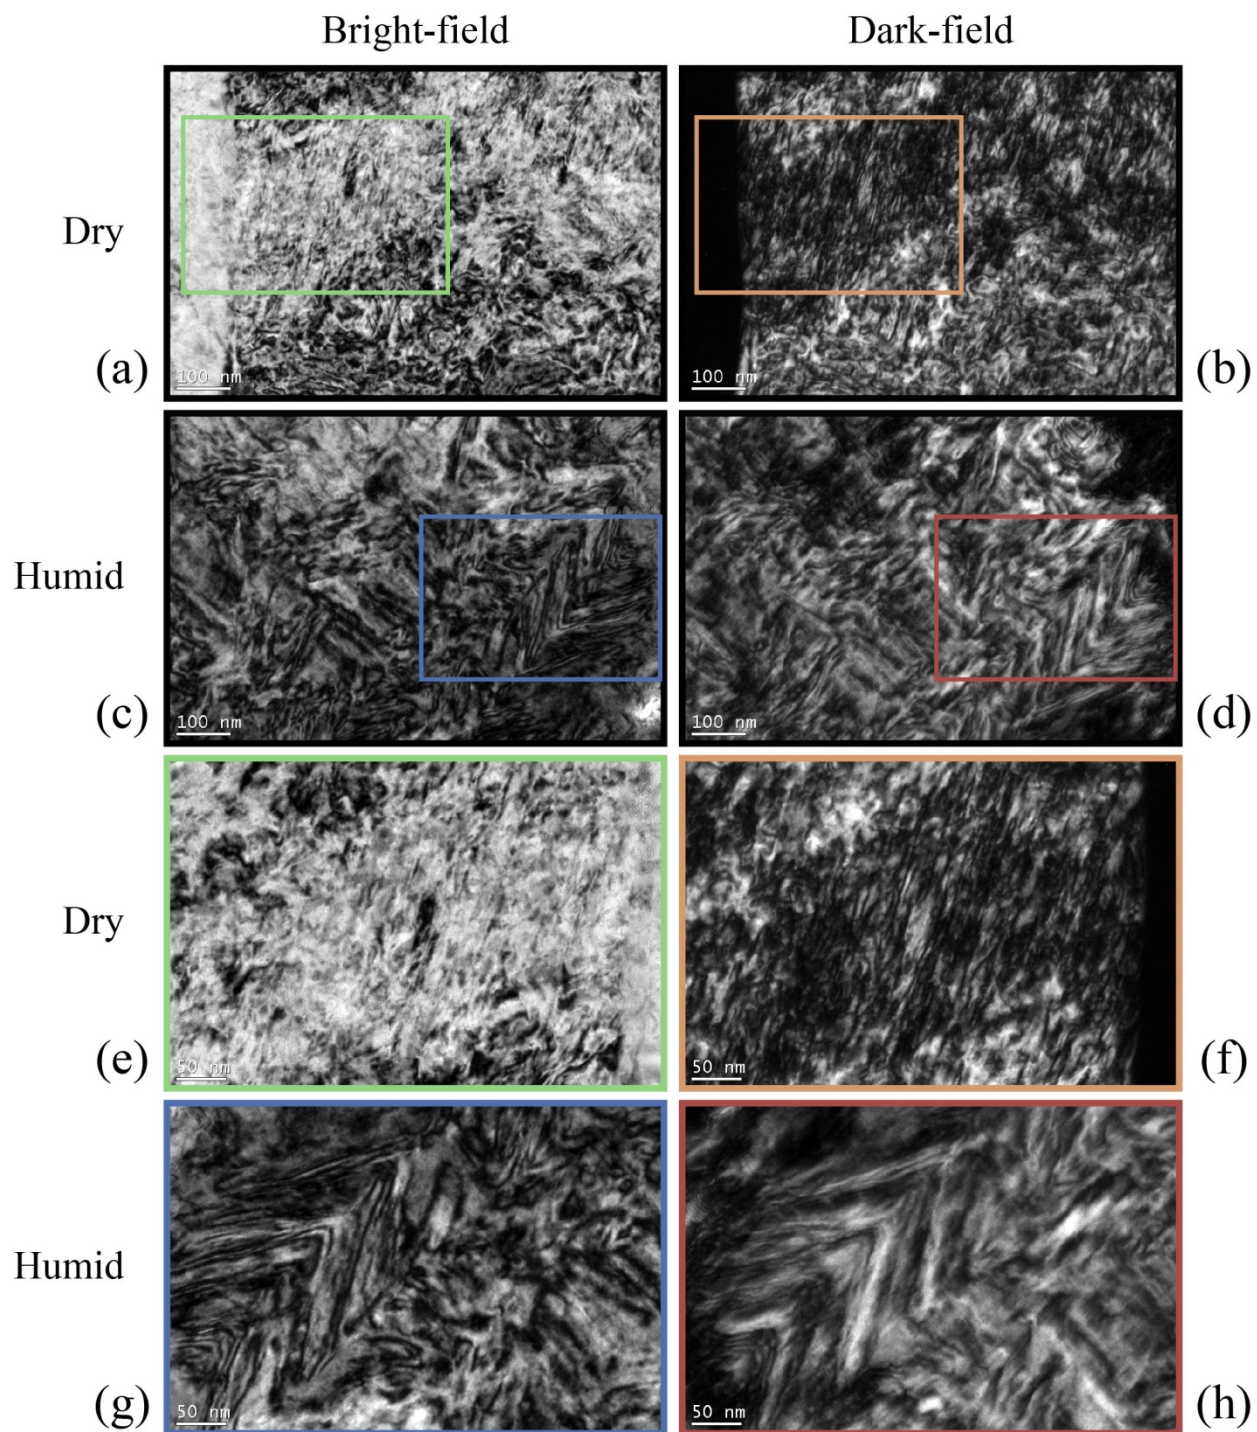 Bright-field Dark-field
Dry
(a) 100 nm 100 nm (b)
Humid
(c) 100 nm 100 nm (d)
Dry
(e) 50 nm 50 nm (f)
Humid
(g) 50 nm 50 nm (h)